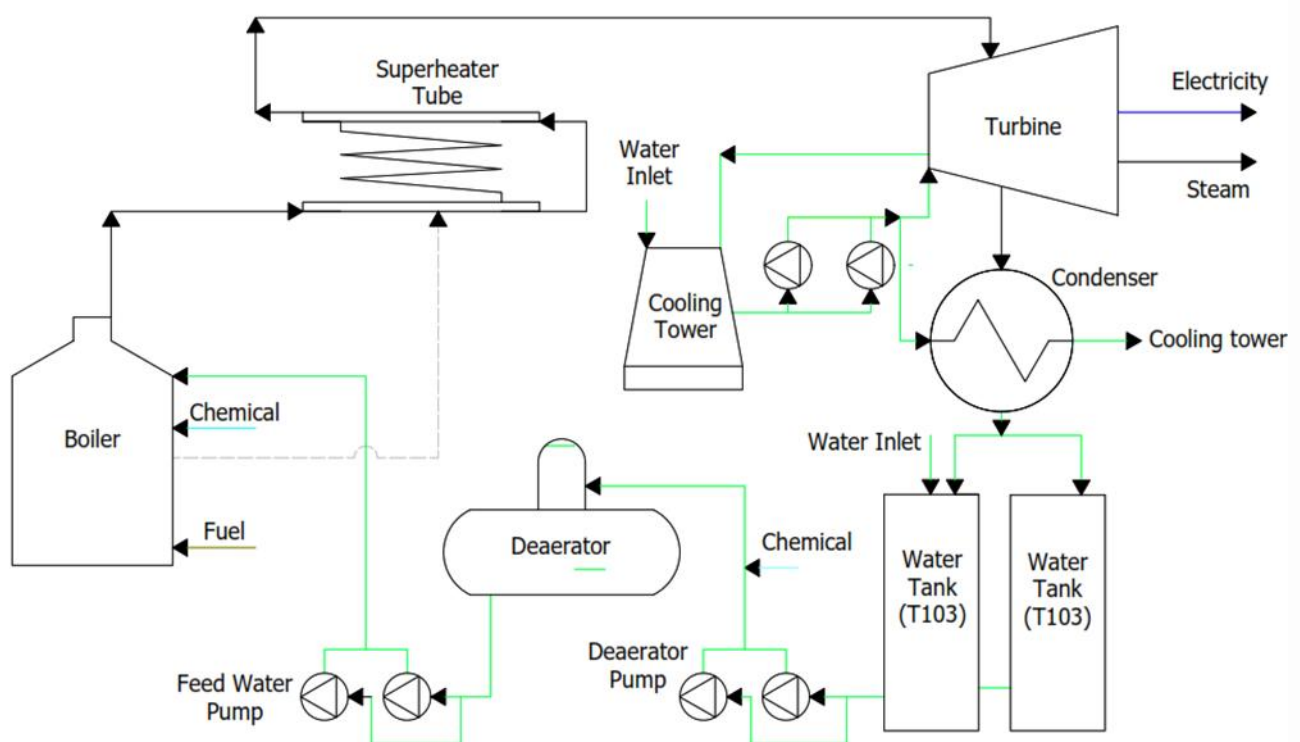 Superheater
Tube
Electricity
Turbine
Water
Inlet
Steam
Condenser
Cooling
Tower
Cooling tower
Chemical
Boiler
Water Inlet
Fuel
Deaerator
Chemical
Water
Tank
(T103)
Water
Tank
(T103)
Feed Water
Pump
Deaerator
Pump